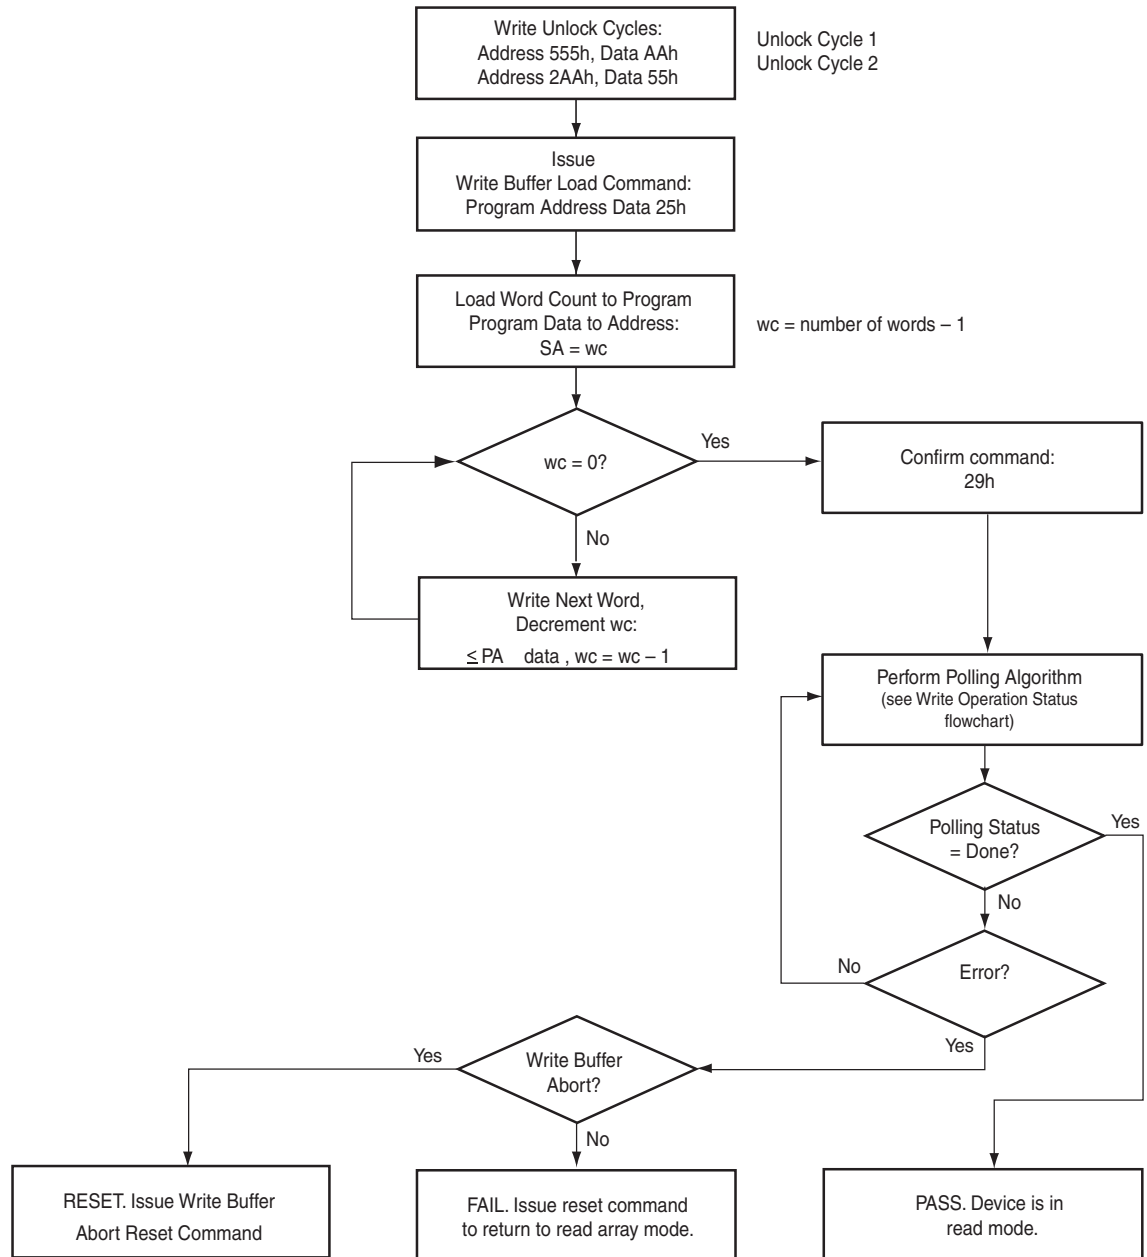 Write Unlock Cycles:
Address 555h, Data AAh
Address 2AAh, Data 55h
Unlock Cycle 1
Unlock Cycle 2
Issue
Write Buffer Load Command:
Program Address Data 25h
Load Word Count to Program
Program Data to Address:
SA = wc
wc = number of words – 1
wc = 0?
Yes
Confirm command:
29h
No
Write Next Word,
Decrement wc:
≤ PA data , wc = wc – 1
Perform Polling Algorithm
(see Write Operation Status
flowchart)
Polling Status
= Done?
Yes
No
Error?
No
Yes
Write Buffer
Abort?
Yes
No
RESET. Issue Write Buffer
Abort Reset Command
FAIL. Issue reset command
to return to read array mode.
PASS. Device is in
read mode.